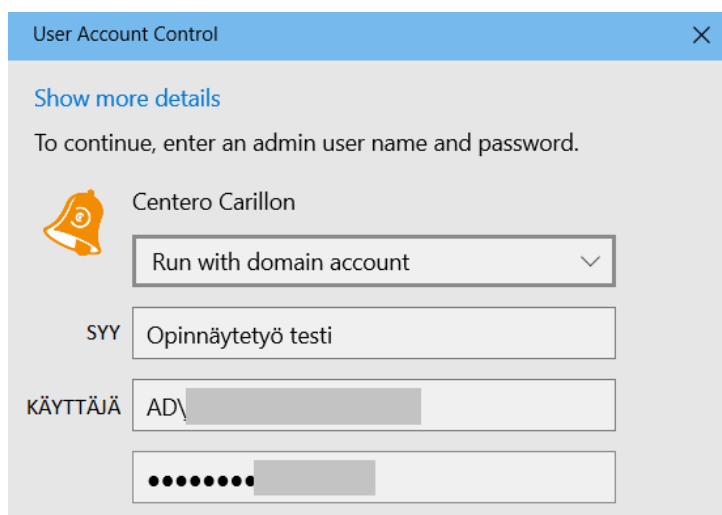 User Account Control
Show more details
To continue, enter an admin user name and password.
Centero Carillon
Run with domain account
SYY Opinnäytetyö testi
KÄYTTÄJÄ AD\
●●●●●●●●